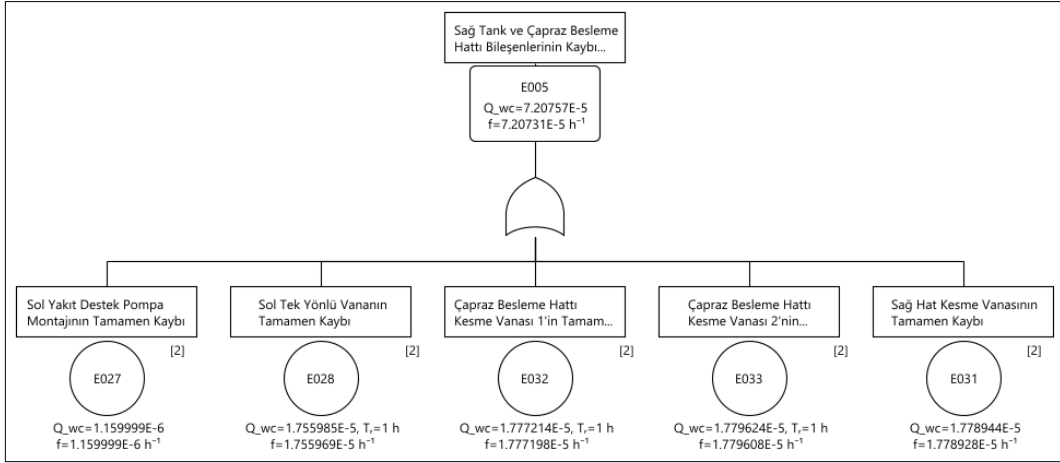 Sağ Tank ve Çapraz Besleme
Hattı Bileşenlerinin Kaybı...
E005
Q_wc=7.20757E-5
f=7.20731E-5 h⁻¹
Sol Yakıt Destek Pompa
Montajının Tamamen Kaybı
[2]
E027
Q_wc=1.159999E-6
f=1.159999E-6 h⁻¹
Sol Tek Yönlü Vananın
Tamamen Kaybı
[2]
E028
Q_wc=1.755985E-5, Tᵣ=1 h
f=1.755969E-5 h⁻¹
Çapraz Besleme Hattı
Kesme Vanası 1'in Tamam...
[2]
E032
Q_wc=1.777214E-5, Tᵣ=1 h
f=1.777198E-5 h⁻¹
Çapraz Besleme Hattı
Kesme Vanası 2'nin...
[2]
E033
Q_wc=1.779624E-5, Tᵣ=1 h
f=1.779608E-5 h⁻¹
Sağ Hat Kesme Vanasının
Tamamen Kaybı
[2]
E031
Q_wc=1.778944E-5
f=1.778928E-5 h⁻¹